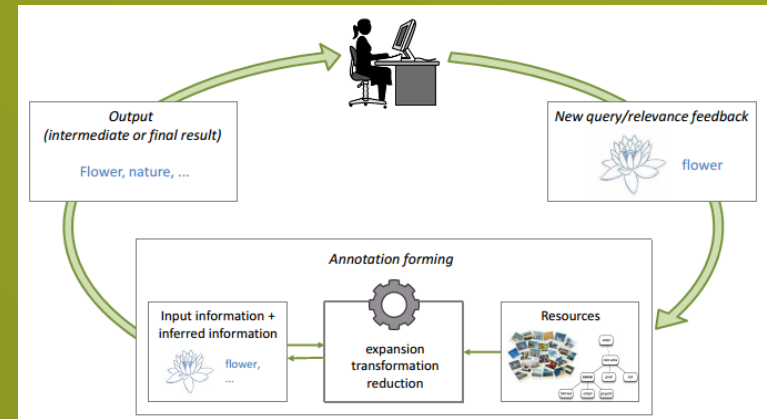 Output
(intermediate or final result)
Flower, nature, ...
New query/relevance feedback
flower
Annotation forming
Input information +
inferred information
flower,
...
expansion
transformation
reduction
Resources